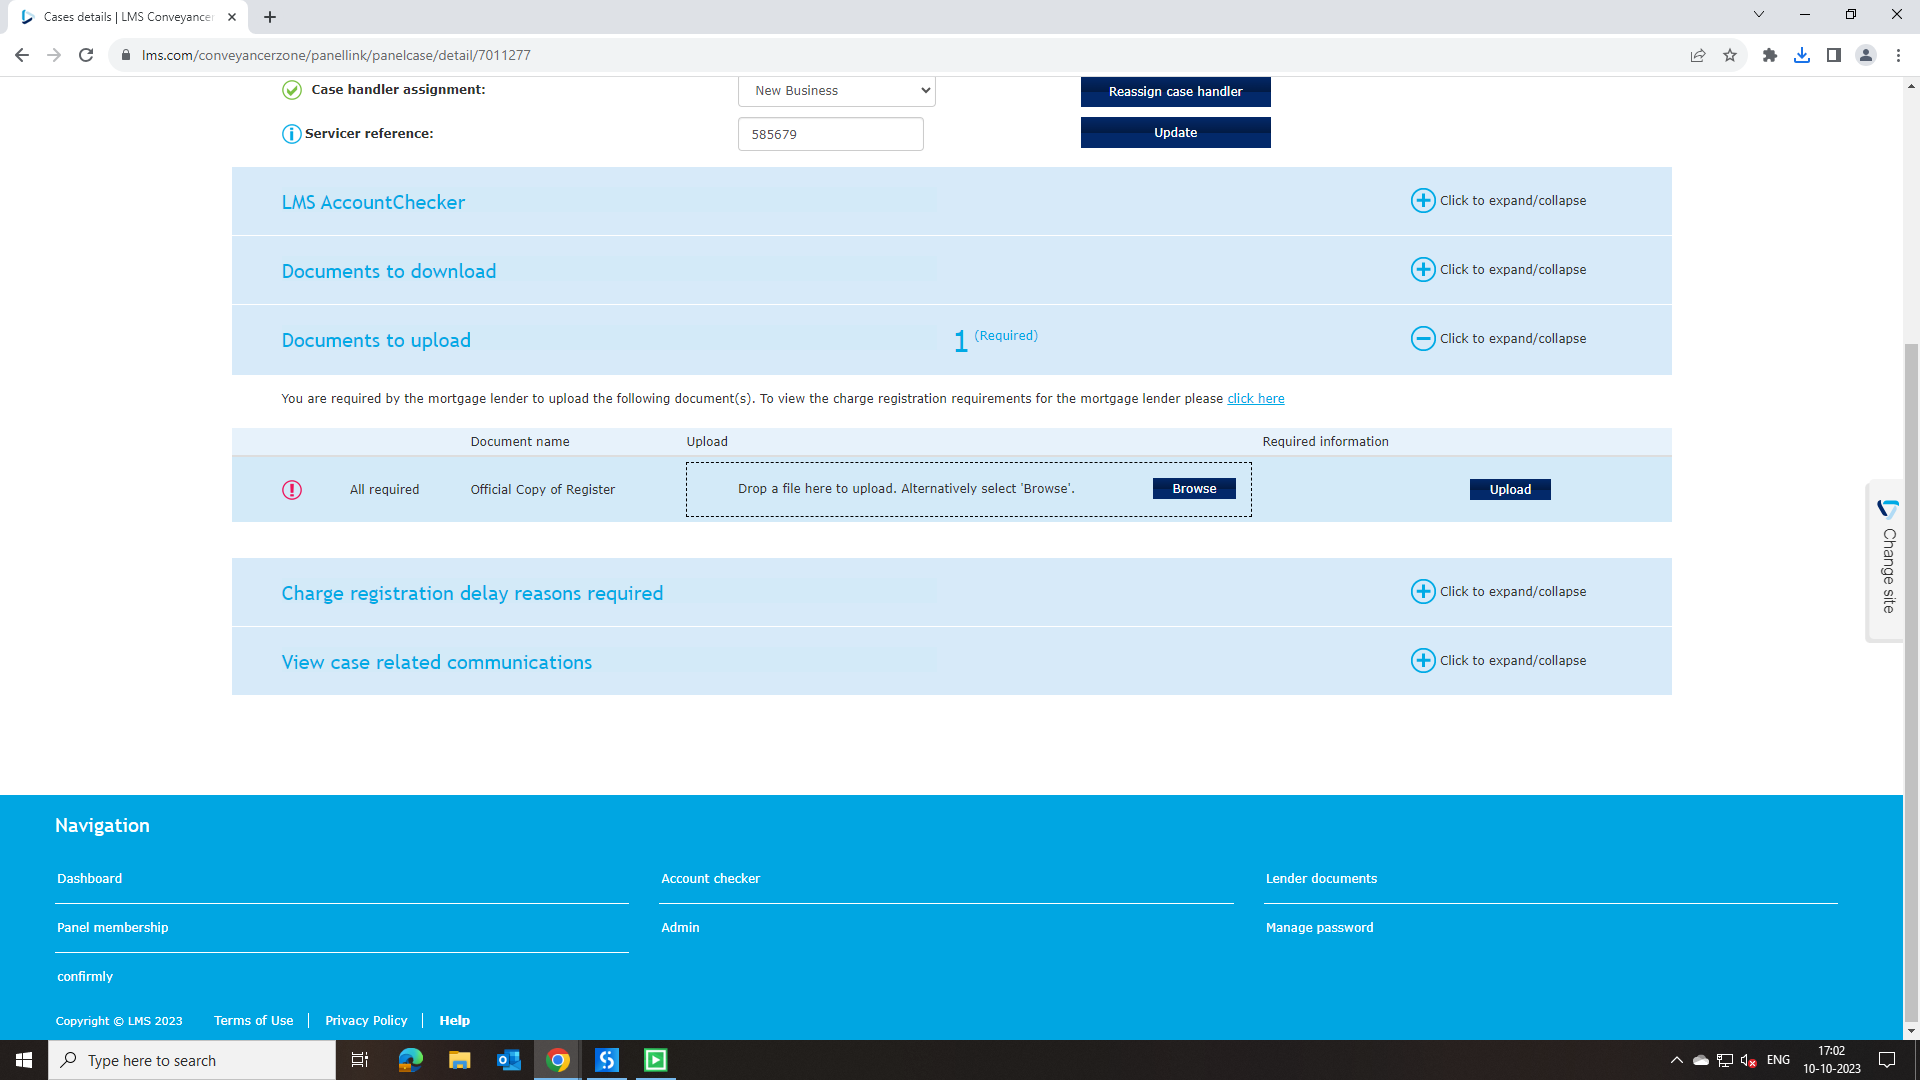 Cases details | LMS Conveyancer
lms.com/conveyancerzone/panellink/panelcase/detail/7011277
Case handler assignment:
New Business
Reassign case handler
Servicer reference:
585679
Update
LMS AccountChecker
Click to expand/collapse
Documents to download
Click to expand/collapse
Documents to upload
1 (Required)
Click to expand/collapse
You are required by the mortgage lender to upload the following document(s). To view the charge registration requirements for the mortgage lender please click here
Document name Upload Required information
All required Official Copy of Register Drop a file here to upload. Alternatively select 'Browse'. Browse Upload
Change site
Charge registration delay reasons required
Click to expand/collapse
View case related communications
Click to expand/collapse
Navigation
Dashboard Account checker Lender documents
Panel membership Admin Manage password
confirmly
Copyright © LMS 2023 Terms of Use Privacy Policy Help
Type here to search
ENG
17:02
10-10-2023